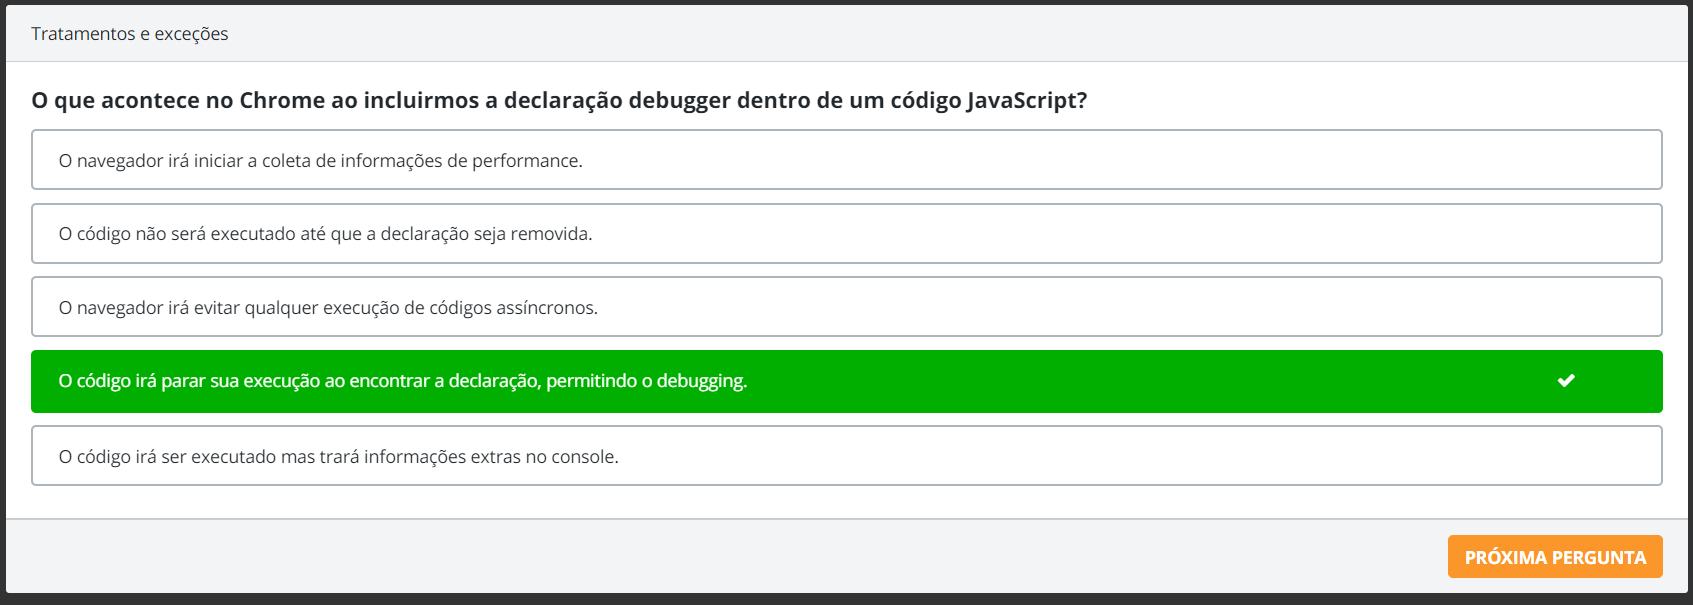 Tratamentos e exceções
O que acontece no Chrome ao incluirmos a declaração debugger dentro de um código JavaScript?
O navegador irá iniciar a coleta de informações de performance.
O código não será executado até que a declaração seja removida.
O navegador irá evitar qualquer execução de códigos assíncronos.
O código irá parar sua execução ao encontrar a declaração, permitindo o debugging.
O código irá ser executado mas trará informações extras no console.
PRÓXIMA PERGUNTA